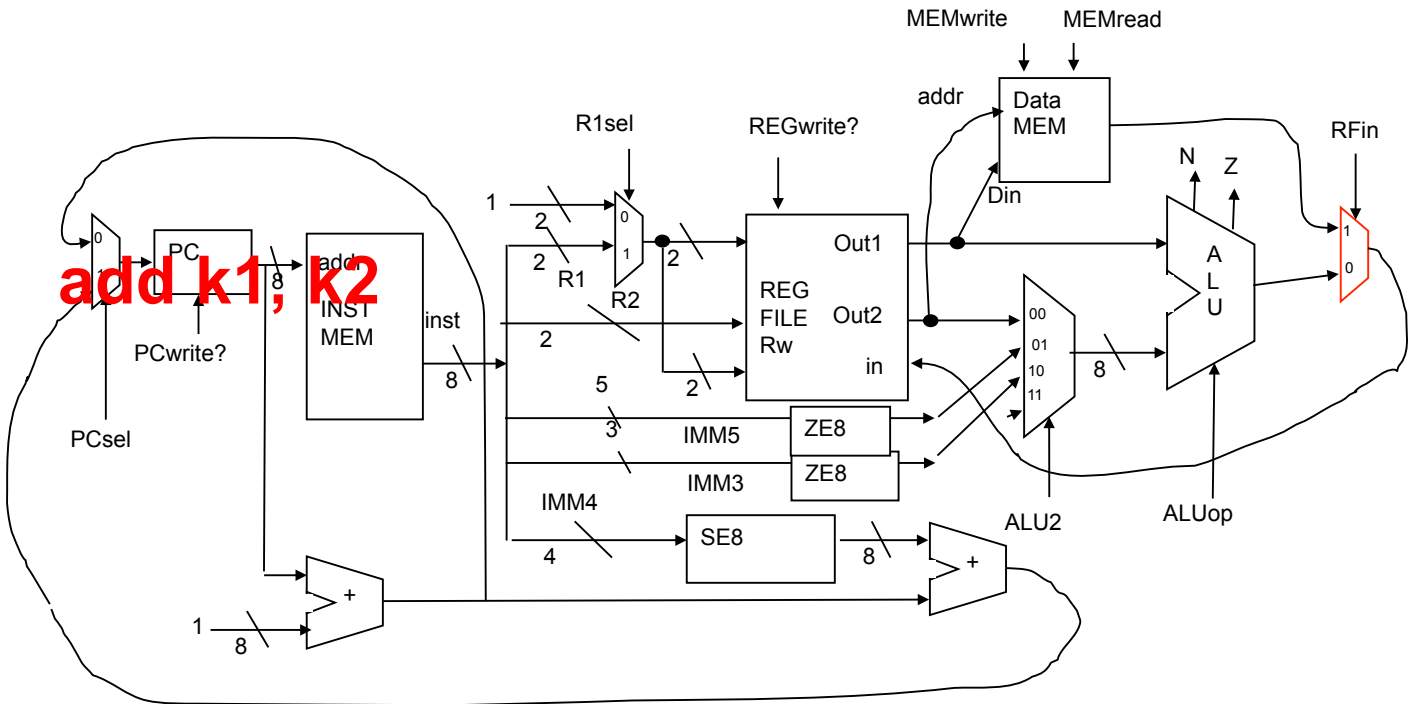 MEMwrite MEMread
addr
Data
MEM
R1sel
REGwrite?
RFin
N
Z
Din
1
2
0
1
2
R1
R2
2
Out1
REG
FILE
Rw
Out2
in
2
2
A
L
U
1
0
0
1
PC
8
addr
INST
MEM
add k1, k2
inst
8
PCwrite?
PCsel
00
01
10
11
8
5
3
IMM5
ZE8
IMM3
ZE8
IMM4
4
SE8
8
ALU2
ALUop
+
+
1
8